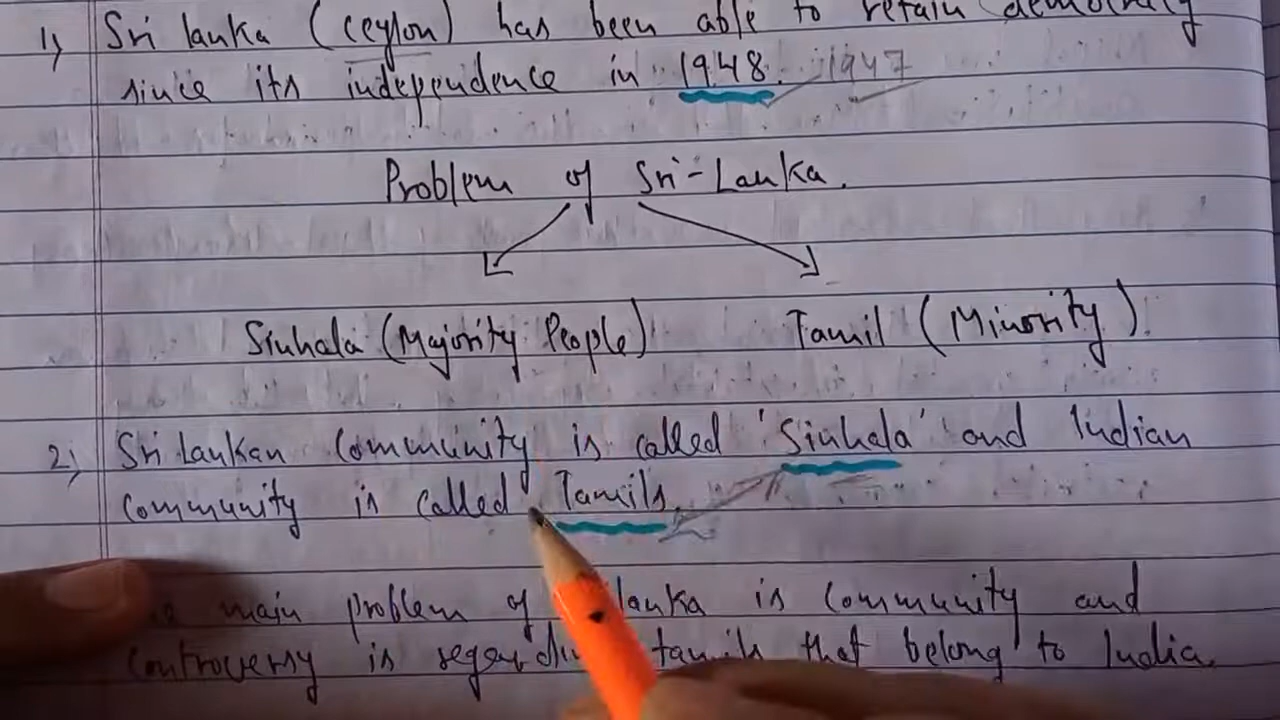 1) Sri lanka (ceylon) has been able to retain democracy
since its independence in 1948. 1947
Problem of Sri-Lanka.
Sinhala (Majority People) Tamil (Minority)
2) Sri Lankan Community is called 'Sinhala' and Indian
Community is called Tamils.
main problem of lanka is community and
controversy is tamils that belong to India.